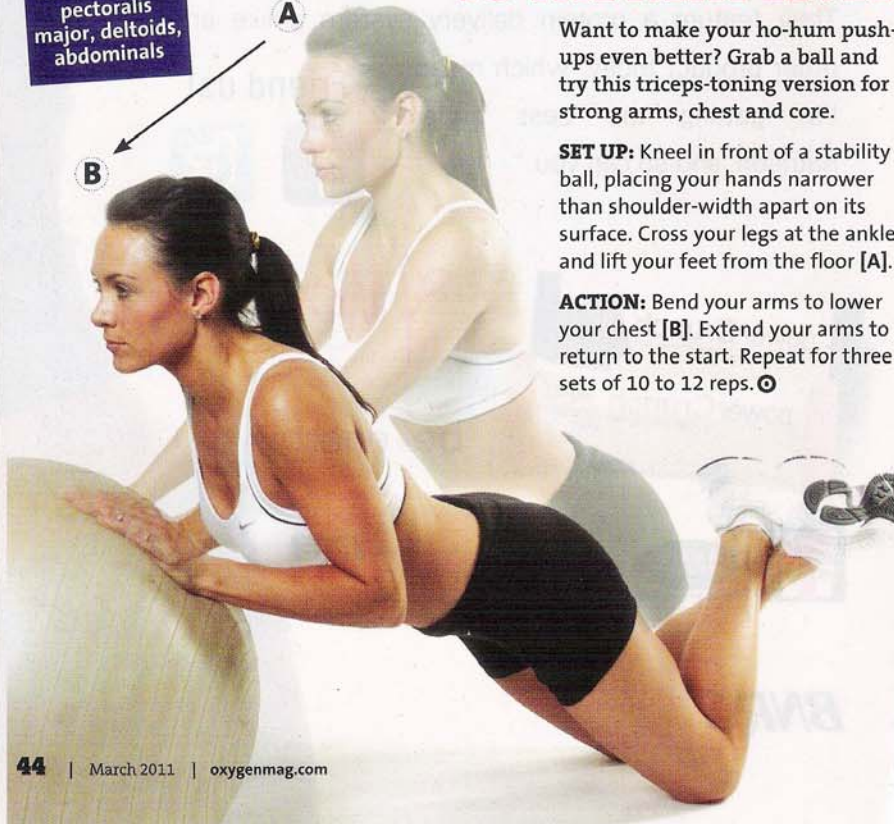 pectoralis
major, deltoids,
abdominals
A
B
Want to make your ho-hum push-
ups even better? Grab a ball and
try this triceps-toning version for
strong arms, chest and core.
SET UP: Kneel in front of a stability
ball, placing your hands narrower
than shoulder-width apart on its
surface. Cross your legs at the ankle
and lift your feet from the floor [A].
ACTION: Bend your arms to lower
your chest [B]. Extend your arms to
return to the start. Repeat for three
sets of 10 to 12 reps.
44 | March 2011 | oxygenmag.com